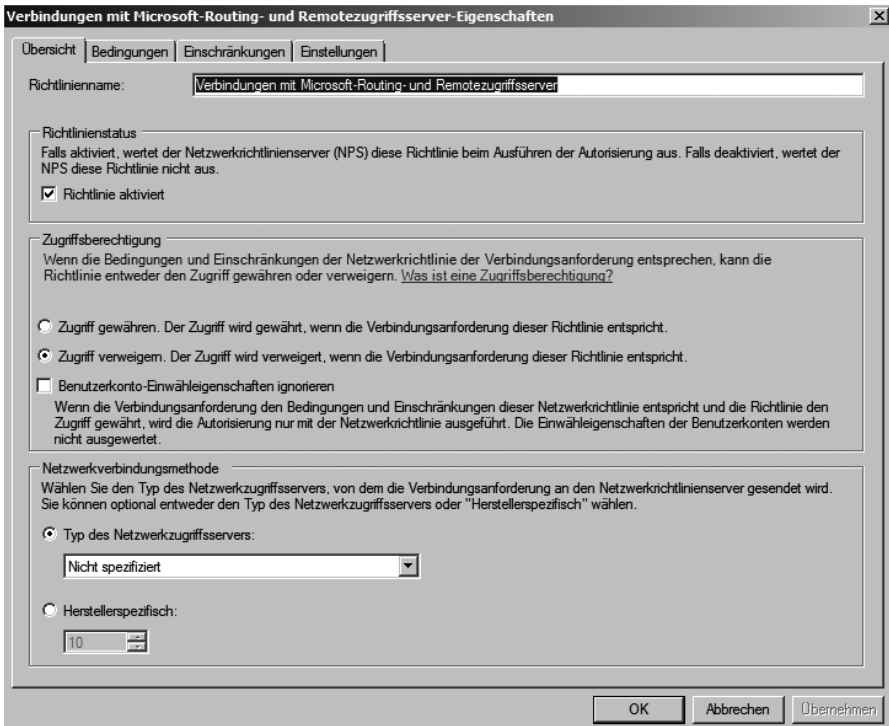 Verbindungen mit Microsoft-Routing- und Remotezugriffsserver-Eigenschaften
Übersicht
Bedingungen
Einschränkungen
Einstellungen
Richtlinienname:
Verbindungen mit Microsoft-Routing- und Remotezugriffsserver
Richtlinienstatus
Falls aktiviert, wertet der Netzwerkrichtlinienserver (NPS) diese Richtlinie beim Ausführen der Autorisierung aus. Falls deaktiviert, wertet der
NPS diese Richtlinie nicht aus.
Richtlinie aktiviert
Zugriffsberechtigung
Wenn die Bedingungen und Einschränkungen der Netzwerkrichtlinie der Verbindungsanforderung entsprechen, kann die
Richtlinie entweder den Zugriff gewähren oder verweigern. Was ist eine Zugriffsberechtigung?
Zugriff gewähren. Der Zugriff wird gewährt, wenn die Verbindungsanforderung dieser Richtlinie entspricht.
Zugriff verweigern. Der Zugriff wird verweigert, wenn die Verbindungsanforderung dieser Richtlinie entspricht.
Benutzerkonto-Einwähleigenschaften ignorieren
Wenn die Verbindungsanforderung den Bedingungen und Einschränkungen dieser Netzwerkrichtlinie entspricht und die Richtlinie den
Zugriff gewährt, wird die Autorisierung nur mit der Netzwerkrichtlinie ausgeführt. Die Einwähleigenschaften der Benutzerkonten werden
nicht ausgewertet.
Netzwerkverbindungsmethode
Wählen Sie den Typ des Netzwerkzugriffsservers, von dem die Verbindungsanforderung an den Netzwerkrichtlinienserver gesendet wird.
Sie können optional entweder den Typ des Netzwerkzugriffsservers oder "Herstellerspezifisch" wählen.
Typ des Netzwerkzugriffsservers:
Nicht spezifiziert
Herstellerspezifisch:
10
OK
Abbrechen
Übernehmen